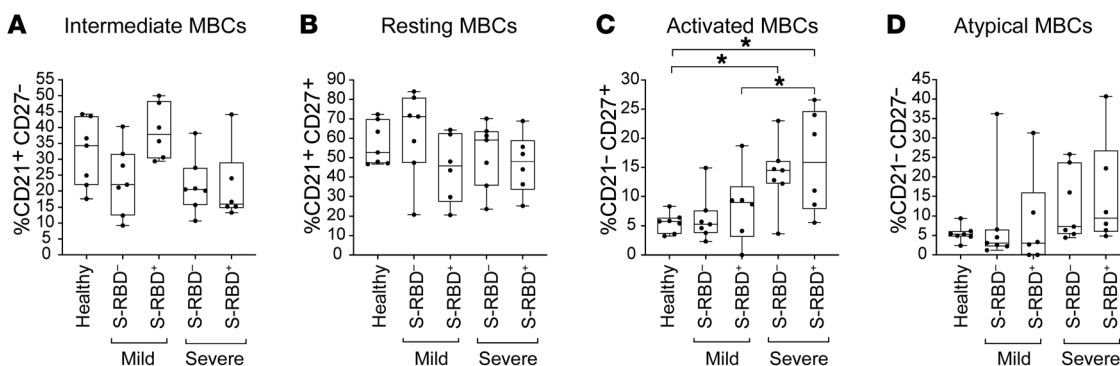 A Intermediate MBCs
%CD21+ CD27−
55
50
45
40
35
30
25
20
15
10
5
0
Healthy
S-RBD−
S-RBD+
S-RBD−
S-RBD+
Mild
Severe
B Resting MBCs
%CD21+ CD27+
90
80
70
60
50
40
30
20
10
0
Healthy
S-RBD−
S-RBD+
S-RBD−
S-RBD+
Mild
Severe
C Activated MBCs
*
*
*
%CD21− CD27+
30
25
20
15
10
5
0
Healthy
S-RBD−
S-RBD+
S-RBD−
S-RBD+
Mild
Severe
D Atypical MBCs
%CD21− CD27−
45
40
35
30
25
20
15
10
5
0
Healthy
S-RBD−
S-RBD+
S-RBD−
S-RBD+
Mild
Severe